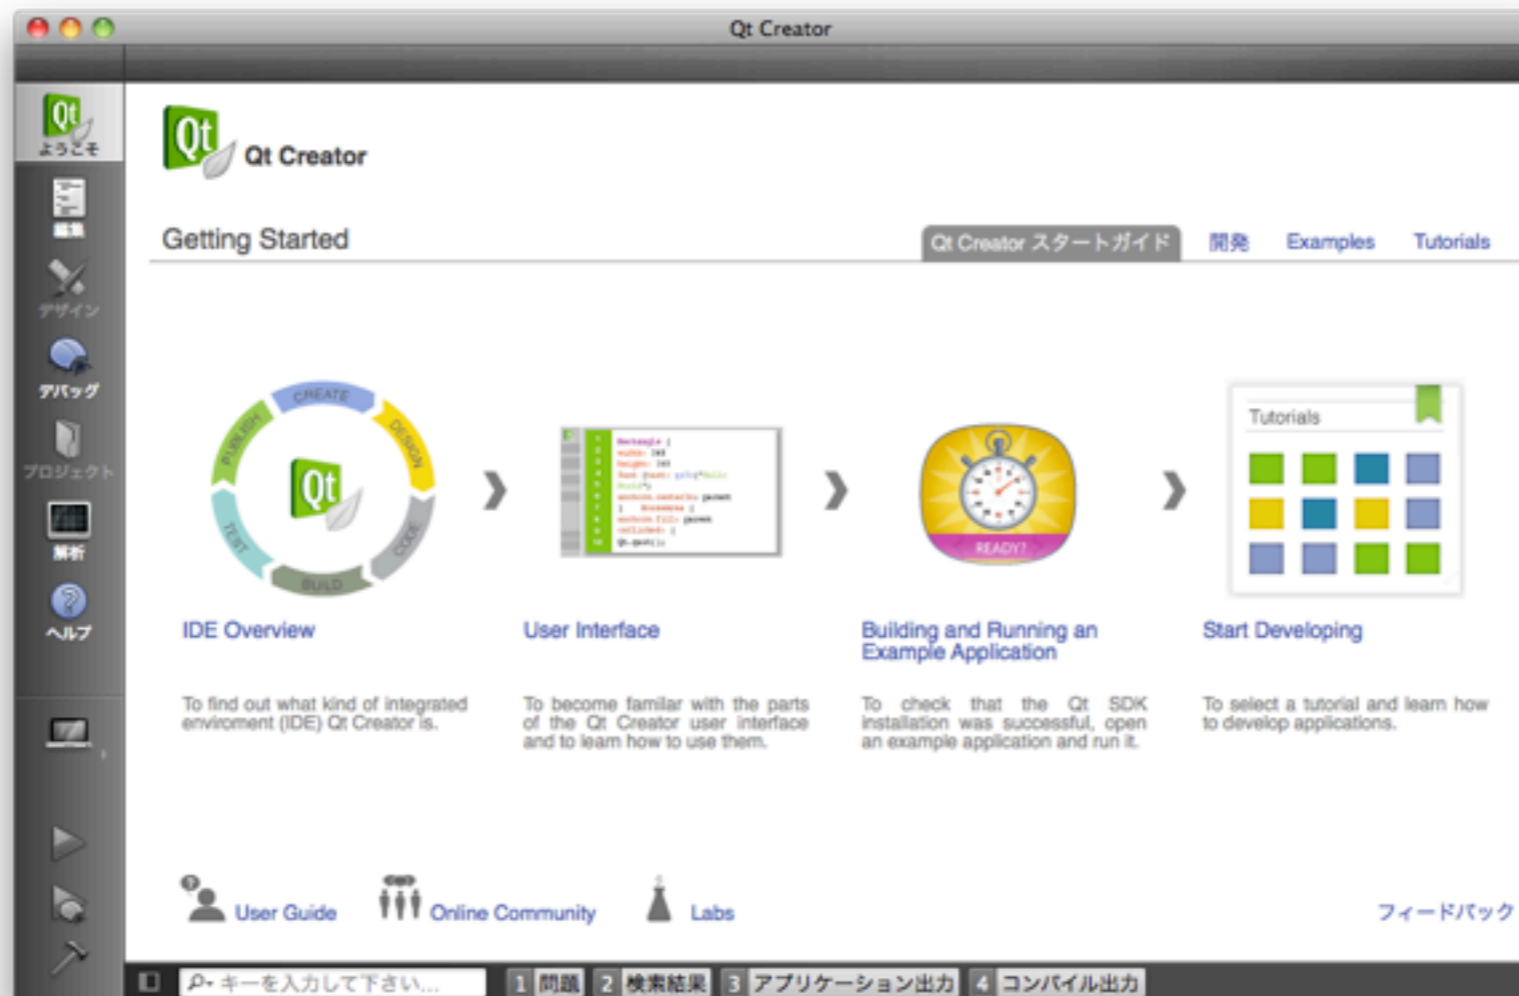 Qt Creator
Qt
ようこそ
編集
デザイン
デバッグ
プロジェクト
解析
ヘルプ
Qt
Qt Creator
Getting Started
Qt Creator スタートガイド
開発
Examples
Tutorials
CREATE
DESIGN
CODE
BUILD
TEST
PUBLISH
Qt
Rectangle {
READY?
Tutorials
IDE Overview
To find out what kind of integrated
enviroment (IDE) Qt Creator is.
User Interface
To become familar with the parts
of the Qt Creator user interface
and to learn how to use them.
Building and Running an
Example Application
To check that the Qt SDK
installation was successful, open
an example application and run it.
Start Developing
To select a tutorial and learn how
to develop applications.
User Guide
Online Community
Labs
フィードバック
キーを入力して下さい...
1 問題
2 検索結果
3 アプリケーション出力
4 コンパイル出力